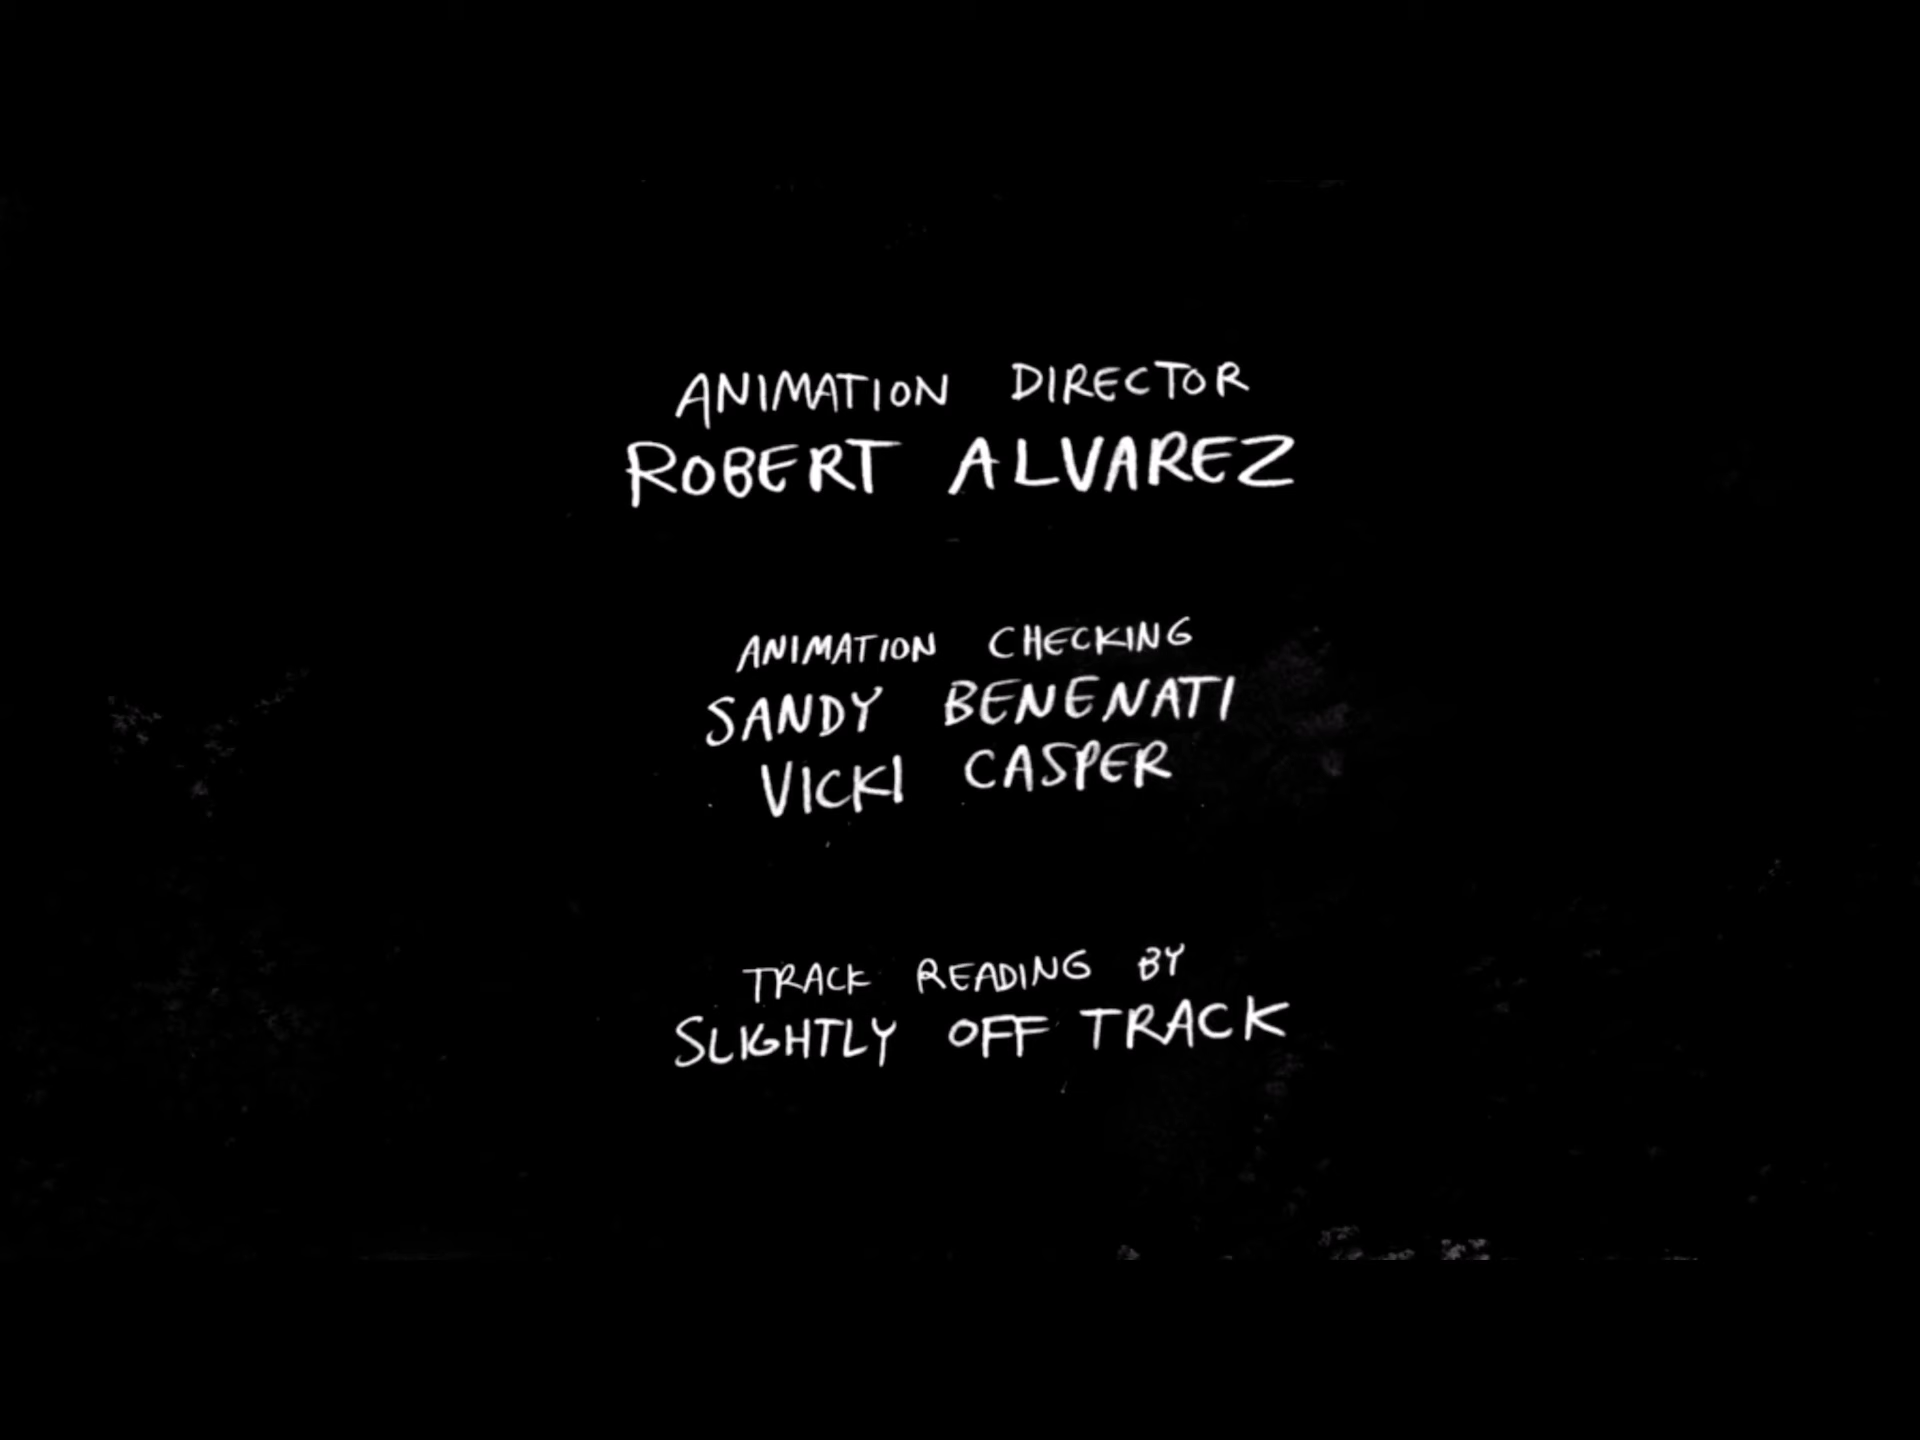 ANIMATION DIRECTOR
ROBERT ALVAREZ
ANIMATION CHECKING
SANDY BENENATI
VICKI CASPER
TRACK READING BY
SLIGHTLY OFF TRACK